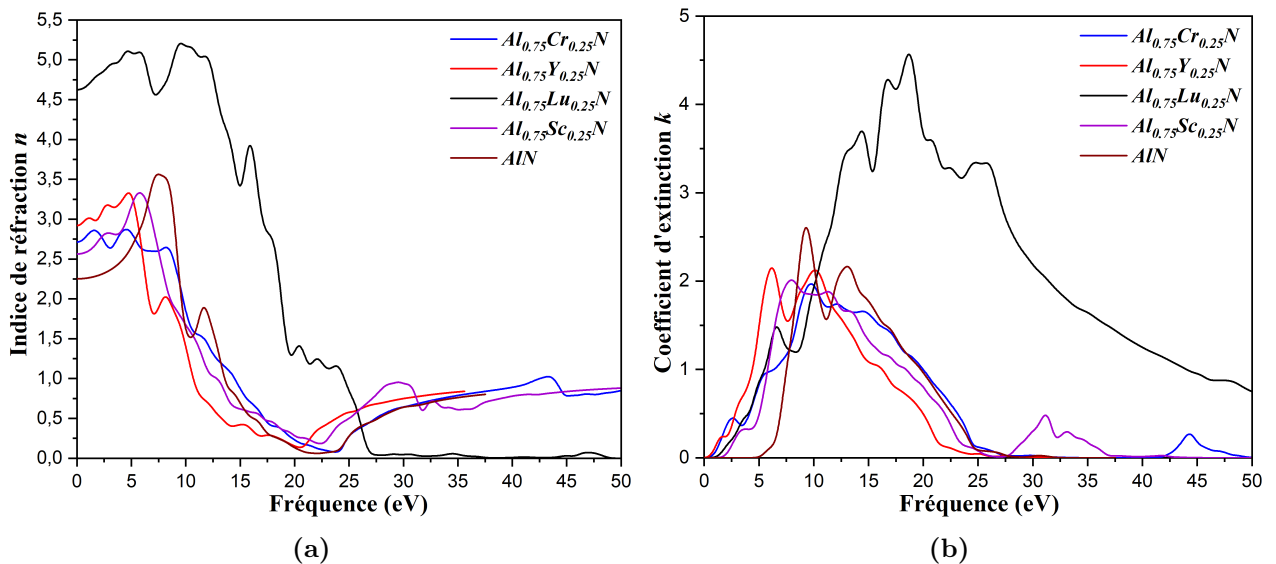 5,5
5,0
4,5
4,0
3,5
3,0
2,5
2,0
1,5
1,0
0,5
0,0
Indice de réfraction n
0 5 10 15 20 25 30 35 40 45 50
Fréquence (eV)
Al0.75Cr0.25N
Al0.75Y0.25N
Al0.75Lu0.25N
Al0.75Sc0.25N
AlN
(a)
5
4
3
2
1
0
Coefficient d'extinction k
0 5 10 15 20 25 30 35 40 45 50
Fréquence (eV)
Al0.75Cr0.25N
Al0.75Y0.25N
Al0.75Lu0.25N
Al0.75Sc0.25N
AlN
(b)